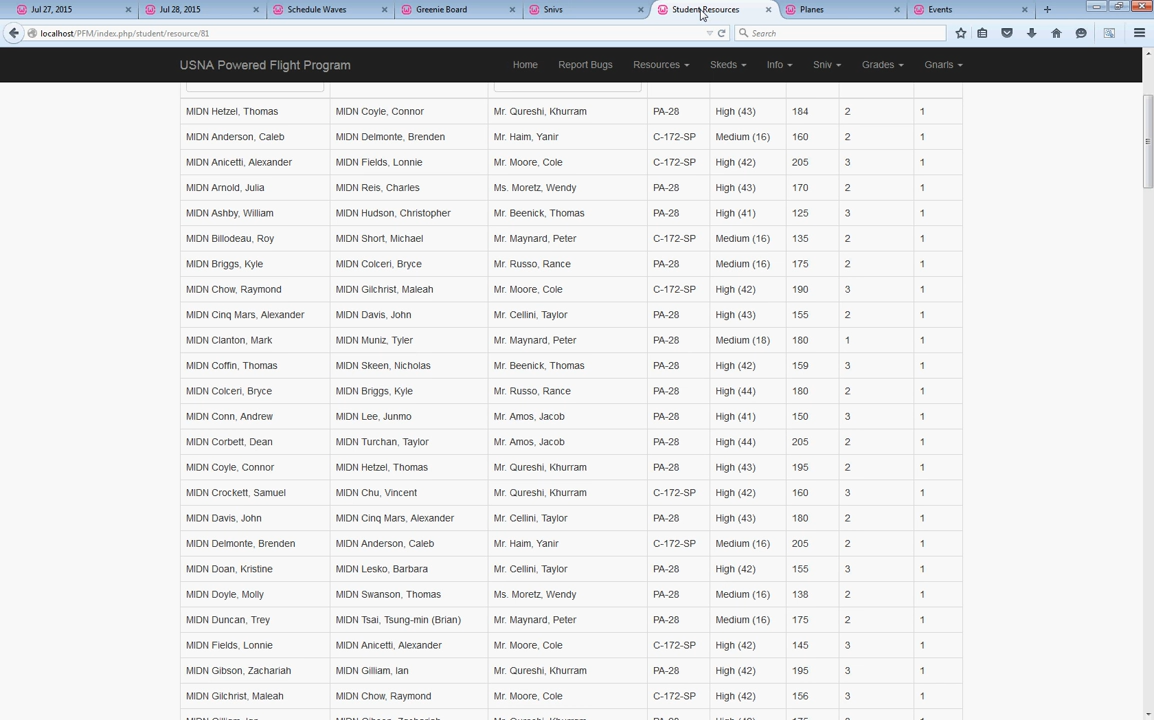 Jul 27, 2015 Jul 28, 2015 Schedule Waves Greenie Board Snivs Student Resources Planes Events
localhost/PFM/index.php/student/resource/81 Search
USNA Powered Flight Program Home Report Bugs Resources Skeds Info Sniv Grades Gnarls
MIDN Hetzel, Thomas MIDN Coyle, Connor Mr. Qureshi, Khurram PA-28 High (43) 184 2 1
MIDN Anderson, Caleb MIDN Delmonte, Brenden Mr. Haim, Yanir C-172-SP Medium (16) 160 2 1
MIDN Anicetti, Alexander MIDN Fields, Lonnie Mr. Moore, Cole C-172-SP High (42) 205 3 1
MIDN Arnold, Julia MIDN Reis, Charles Ms. Moretz, Wendy PA-28 High (43) 170 2 1
MIDN Ashby, William MIDN Hudson, Christopher Mr. Beenick, Thomas PA-28 High (41) 125 3 1
MIDN Billodeau, Roy MIDN Short, Michael Mr. Maynard, Peter C-172-SP Medium (16) 135 2 1
MIDN Briggs, Kyle MIDN Colceri, Bryce Mr. Russo, Rance PA-28 Medium (16) 175 2 1
MIDN Chow, Raymond MIDN Gilchrist, Maleah Mr. Moore, Cole C-172-SP High (42) 190 3 1
MIDN Cinq Mars, Alexander MIDN Davis, John Mr. Cellini, Taylor PA-28 High (43) 155 2 1
MIDN Clanton, Mark MIDN Muniz, Tyler Mr. Maynard, Peter PA-28 Medium (18) 180 1 1
MIDN Coffin, Thomas MIDN Skeen, Nicholas Mr. Beenick, Thomas PA-28 High (42) 159 3 1
MIDN Colceri, Bryce MIDN Briggs, Kyle Mr. Russo, Rance PA-28 High (44) 180 2 1
MIDN Conn, Andrew MIDN Lee, Junmo Mr. Amos, Jacob PA-28 High (41) 150 3 1
MIDN Corbett, Dean MIDN Turchan, Taylor Mr. Amos, Jacob PA-28 High (44) 205 2 1
MIDN Coyle, Connor MIDN Hetzel, Thomas Mr. Qureshi, Khurram PA-28 High (43) 195 2 1
MIDN Crockett, Samuel MIDN Chu, Vincent Mr. Qureshi, Khurram C-172-SP High (42) 160 3 1
MIDN Davis, John MIDN Cinq Mars, Alexander Mr. Cellini, Taylor PA-28 High (43) 180 2 1
MIDN Delmonte, Brenden MIDN Anderson, Caleb Mr. Haim, Yanir C-172-SP Medium (16) 205 2 1
MIDN Doan, Kristine MIDN Lesko, Barbara Mr. Cellini, Taylor PA-28 High (42) 155 3 1
MIDN Doyle, Molly MIDN Swanson, Thomas Ms. Moretz, Wendy PA-28 Medium (16) 138 2 1
MIDN Duncan, Trey MIDN Tsai, Tsung-min (Brian) Mr. Maynard, Peter PA-28 Medium (16) 175 2 1
MIDN Fields, Lonnie MIDN Anicetti, Alexander Mr. Moore, Cole C-172-SP High (42) 145 3 1
MIDN Gibson, Zachariah MIDN Gilliam, Ian Mr. Qureshi, Khurram PA-28 High (42) 195 3 1
MIDN Gilchrist, Maleah MIDN Chow, Raymond Mr. Moore, Cole C-172-SP High (42) 156 3 1